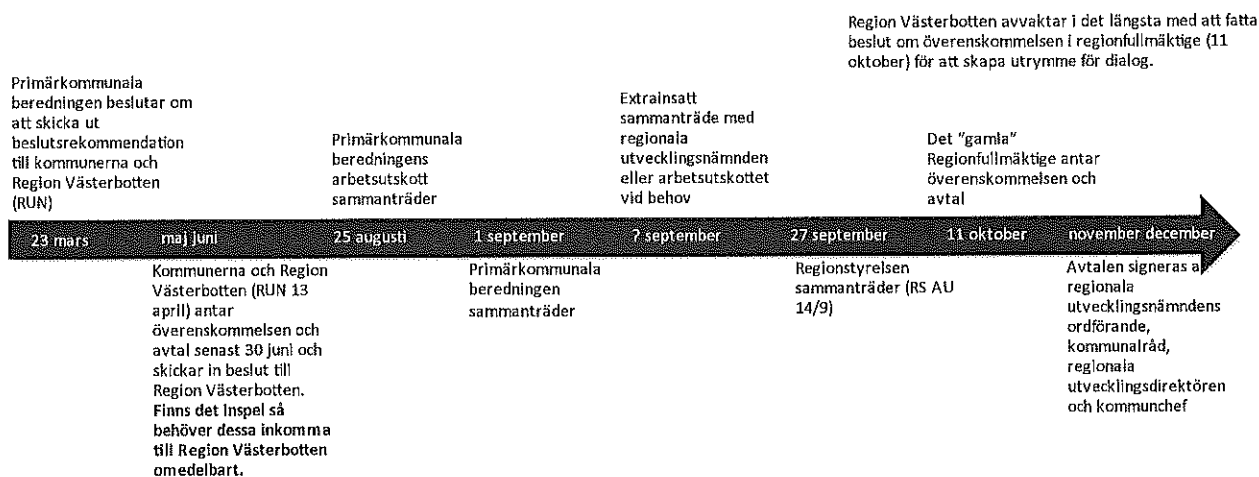 Region Västerbotten avvaktar i det längsta med att fatta
beslut om överenskommelsen i regionfullmäktige (11
oktober) för att skapa utrymme för dialog.
Primärkommunala
beredningen beslutar om
att skicka ut
beslutsrekommendation
till kommunerna och
Region Västerbotten
(RUN)
Primärkommunala
beredningens
arbetsutskott
sammanträder
Extrainsatt
sammanträde med
regionala
utvecklingsnämnden
eller arbetsutskottet
vid behov
Det "gamla"
Regionfullmäktige antar
överenskommelsen och
avtal
23 mars
maj juni
25 augusti
1 september
? september
27 september
11 oktober
november december
Kommunerna och Region
Västerbotten (RUN 13
april) antar
överenskommelsen och
avtal senast 30 juni och
skickar in beslut till
Region Västerbotten.
Finns det Inspel så
behöver dessa inkomma
till Region Västerbotten
omedelbart.
Primärkommunala
beredningen
sammanträder
Regionstyrelsen
sammanträder (RS AU
14/9)
Avtalen signeras a
regionala
utvecklingsnämndens
ordförande,
kommunalråd,
regionala
utvecklingsdirektören
och kommunchef